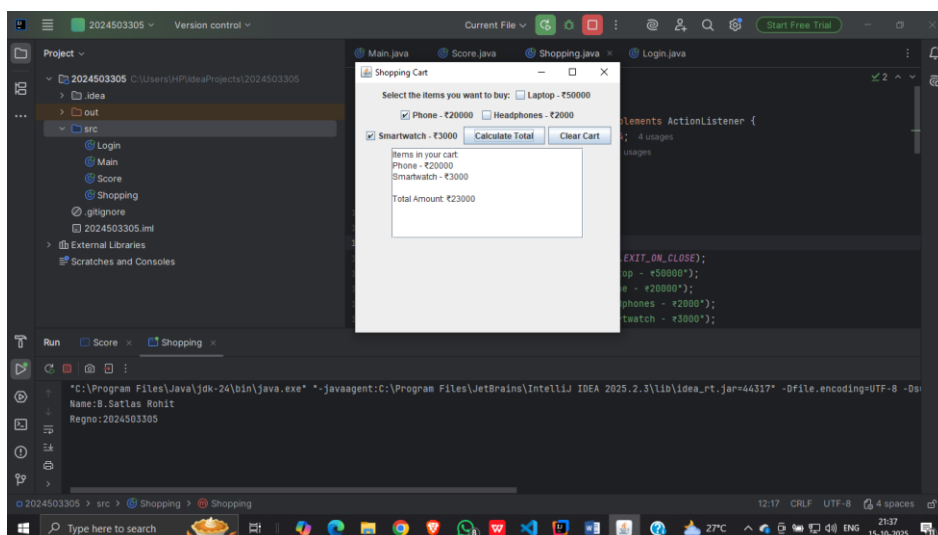 2024503305
Version control
Current File
Start Free Trial
Project
Main.java
Score.java
Shopping.java
Login.java
2024503305 C:\Users\HP\IdeaProjects\2024503305
.idea
out
src
Login
Main
Score
Shopping
.gitignore
2024503305.iml
External Libraries
Scratches and Consoles
Shopping Cart
Select the items you want to buy:
Laptop - ₹50000
Phone - ₹20000
Headphones - ₹2000
Smartwatch - ₹3000
Calculate Total
Clear Cart
Items in your cart:
Phone - ₹20000
Smartwatch - ₹3000
Total Amount: ₹23000
2
plements ActionListener {
; 4 usages
usages
EXIT_ON_CLOSE);
top - ₹50000");
e - ₹20000");
dphones - ₹2000");
twatch - ₹3000");
Run
Score
Shopping
"C:\Program Files\Java\jdk-24\bin\java.exe" "-javaagent:C:\Program Files\JetBrains\IntelliJ IDEA 2025.2.3\lib\idea_rt.jar=44317" -Dfile.encoding=UTF-8 -Ds
Name:B.Satlas Rohit
Regno:2024503305
2024503305 > src > Shopping > Shopping
12:17 CRLF UTF-8 4 spaces
Type here to search
27°C
ENG
21:37
15-10-2025